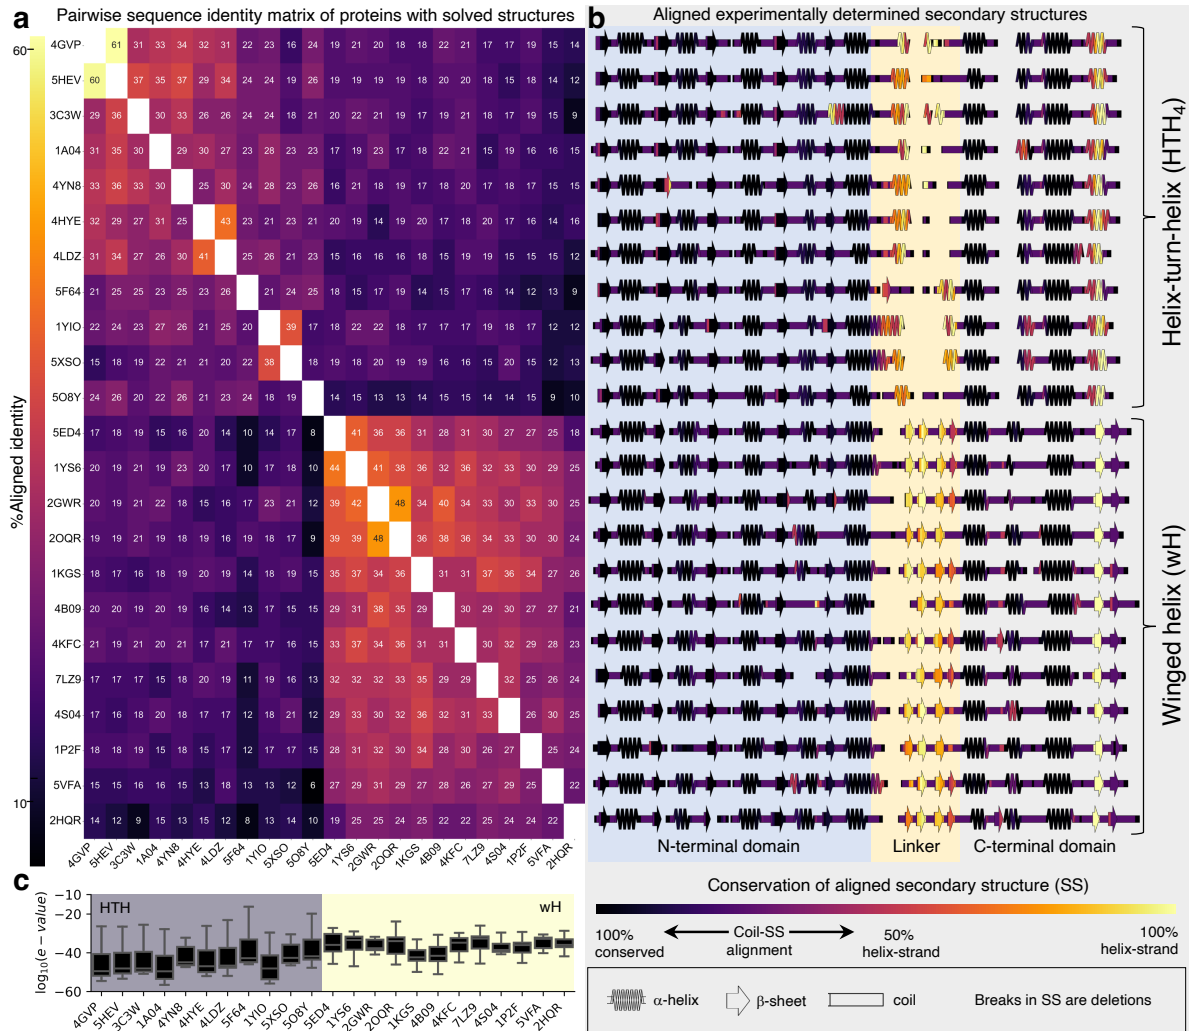 a
Pairwise sequence identity matrix of proteins with solved structures
%Aligned identity
60
10
4GVP 61 31 33 34 32 31 22 23 16 24 19 21 20 18 18 22 21 17 17 19 15 14
5HEV 60 37 35 37 29 34 24 24 19 26 19 19 19 19 18 20 20 18 15 18 14 12
3C3W 29 36 30 33 26 26 24 24 18 21 20 21 23 18 18 21 18 18 17 18 15 9
1A04 31 35 30 29 30 27 23 28 23 21 17 19 23 17 18 22 21 15 19 16 16 15
4YN8 33 36 33 30 25 30 24 28 23 26 16 21 18 19 17 18 20 17 18 17 15 15
4HYE 32 29 27 31 25 43 23 21 23 21 20 19 14 19 20 17 18 20 17 16 14 16
4LDZ 31 34 27 26 30 41 25 26 21 23 15 16 16 16 18 15 19 18 14 16 19 12
5F64 21 25 25 23 25 23 26 21 24 25 18 15 17 19 14 15 17 16 14 12 13 9
1YIO 22 24 23 27 26 21 25 20 39 17 18 22 22 18 17 17 17 19 18 17 12 12
5XSO 15 18 19 22 21 21 20 22 38 18 19 18 19 19 19 16 16 15 20 15 12 13
5O8Y 24 26 20 22 26 21 23 24 18 19 14 15 13 13 14 15 15 14 14 15 9 10
5ED4 17 18 19 15 16 20 14 10 14 17 8 41 36 36 31 28 31 30 27 27 25 18
1YS6 20 19 21 19 23 20 17 10 17 18 10 44 41 38 36 32 36 32 30 30 29 25
2GWR 20 19 21 22 18 15 16 17 23 21 12 39 42 48 34 40 34 30 33 33 30 25
2OQR 19 19 21 19 18 20 17 19 18 19 9 39 39 48 36 38 36 34 30 34 30 24
1KGS 18 17 16 18 19 20 19 14 18 19 15 35 37 34 36 31 31 37 36 34 27 26
4B09 20 20 19 20 19 16 14 13 17 15 15 29 31 38 35 29 30 29 30 27 27 21
4KFC 21 19 21 20 21 17 21 17 17 16 15 33 37 34 36 31 31 30 32 29 28 23
7LZ9 17 17 17 15 18 20 19 11 19 16 13 32 32 33 32 35 29 29 32 25 26 24
4S04 17 16 18 20 18 17 17 12 18 21 12 29 33 30 32 36 32 31 33 26 30 25
1P2F 18 18 19 15 18 15 17 12 17 17 15 28 31 32 30 34 28 30 26 27 25 24
5VFA 15 15 16 16 15 13 18 13 13 12 6 27 29 31 29 27 28 26 28 29 25 22
2HQR 14 12 9 15 14 15 12 8 13 14 10 19 25 25 24 25 22 22 24 24 24 22
4GVP 5HEV 3C3W 1A04 4YN8 4HYE 4LDZ 5F64 1YIO 5XSO 5O8Y 5ED4 1YS6 2GWR 2OQR 1KGS 4B09 4KFC 7LZ9 4S04 1P2F 5VFA 2HQR
b
Aligned experimentally determined secondary structures
Helix-turn-helix (HTH4)
Winged helix (wH)
N-terminal domain
Linker
C-terminal domain
Conservation of aligned secondary structure (SS)
100% conserved
Coil-SS alignment
50% helix-strand
100% helix-strand
α-helix
β-sheet
coil
Breaks in SS are deletions
c
log10(e − value)
−10
−20
−40
−60
HTH
wH
4GVP 5HEV 3C3W 1A04 4YN8 4HYE 4LDZ 5F64 1YIO 5XSO 5O8Y 5ED4 1YS6 2GWR 2OQR 1KGS 4B09 4KFC 7LZ9 4S04 1P2F 5VFA 2HQR